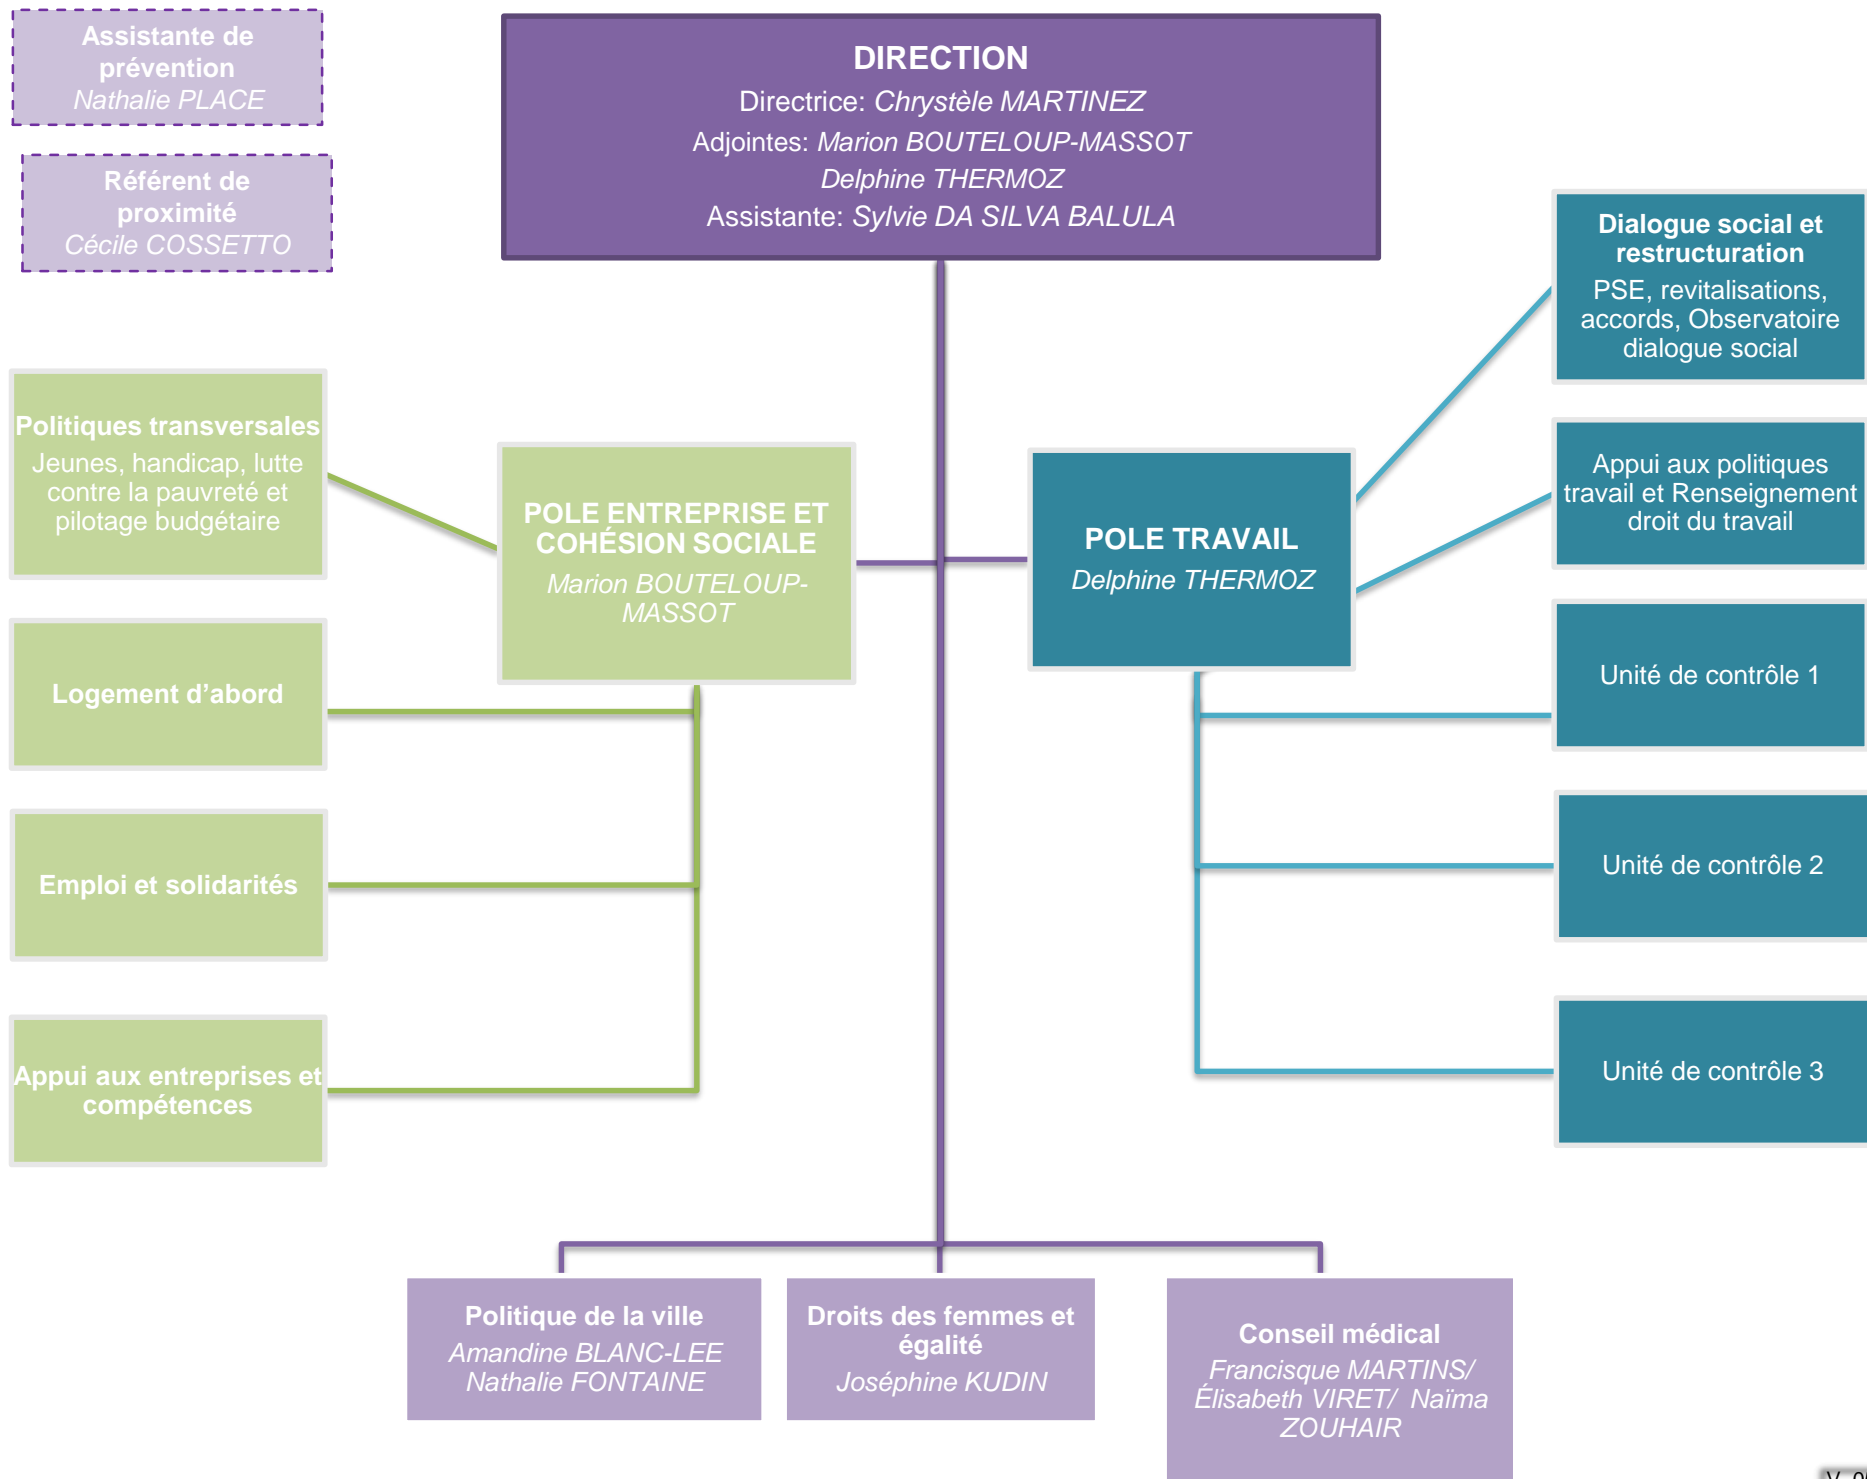 Assistante de
prévention
Nathalie PLACE
Référent de
proximité
Cécile COSSETTO
DIRECTION
Directrice: Chrystèle MARTINEZ
Adjointes: Marion BOUTELOUP-MASSOT
Delphine THERMOZ
Assistante: Sylvie DA SILVA BALULA
Politiques transversales
Jeunes, handicap, lutte
contre la pauvreté et
pilotage budgétaire
Logement d’abord
Emploi et solidarités
Appui aux entreprises et
compétences
POLE ENTREPRISE ET
COHÉSION SOCIALE
Marion BOUTELOUP-
MASSOT
POLE TRAVAIL
Delphine THERMOZ
Dialogue social et
restructuration
PSE, revitalisations,
accords, Observatoire
dialogue social
Appui aux politiques
travail et Renseignement
droit du travail
Unité de contrôle 1
Unité de contrôle 2
Unité de contrôle 3
Politique de la ville
Amandine BLANC-LEE
Nathalie FONTAINE
Droits des femmes et
égalité
Joséphine KUDIN
Conseil médical
Francisque MARTINS/
Élisabeth VIRET/ Naïma
ZOUHAIR